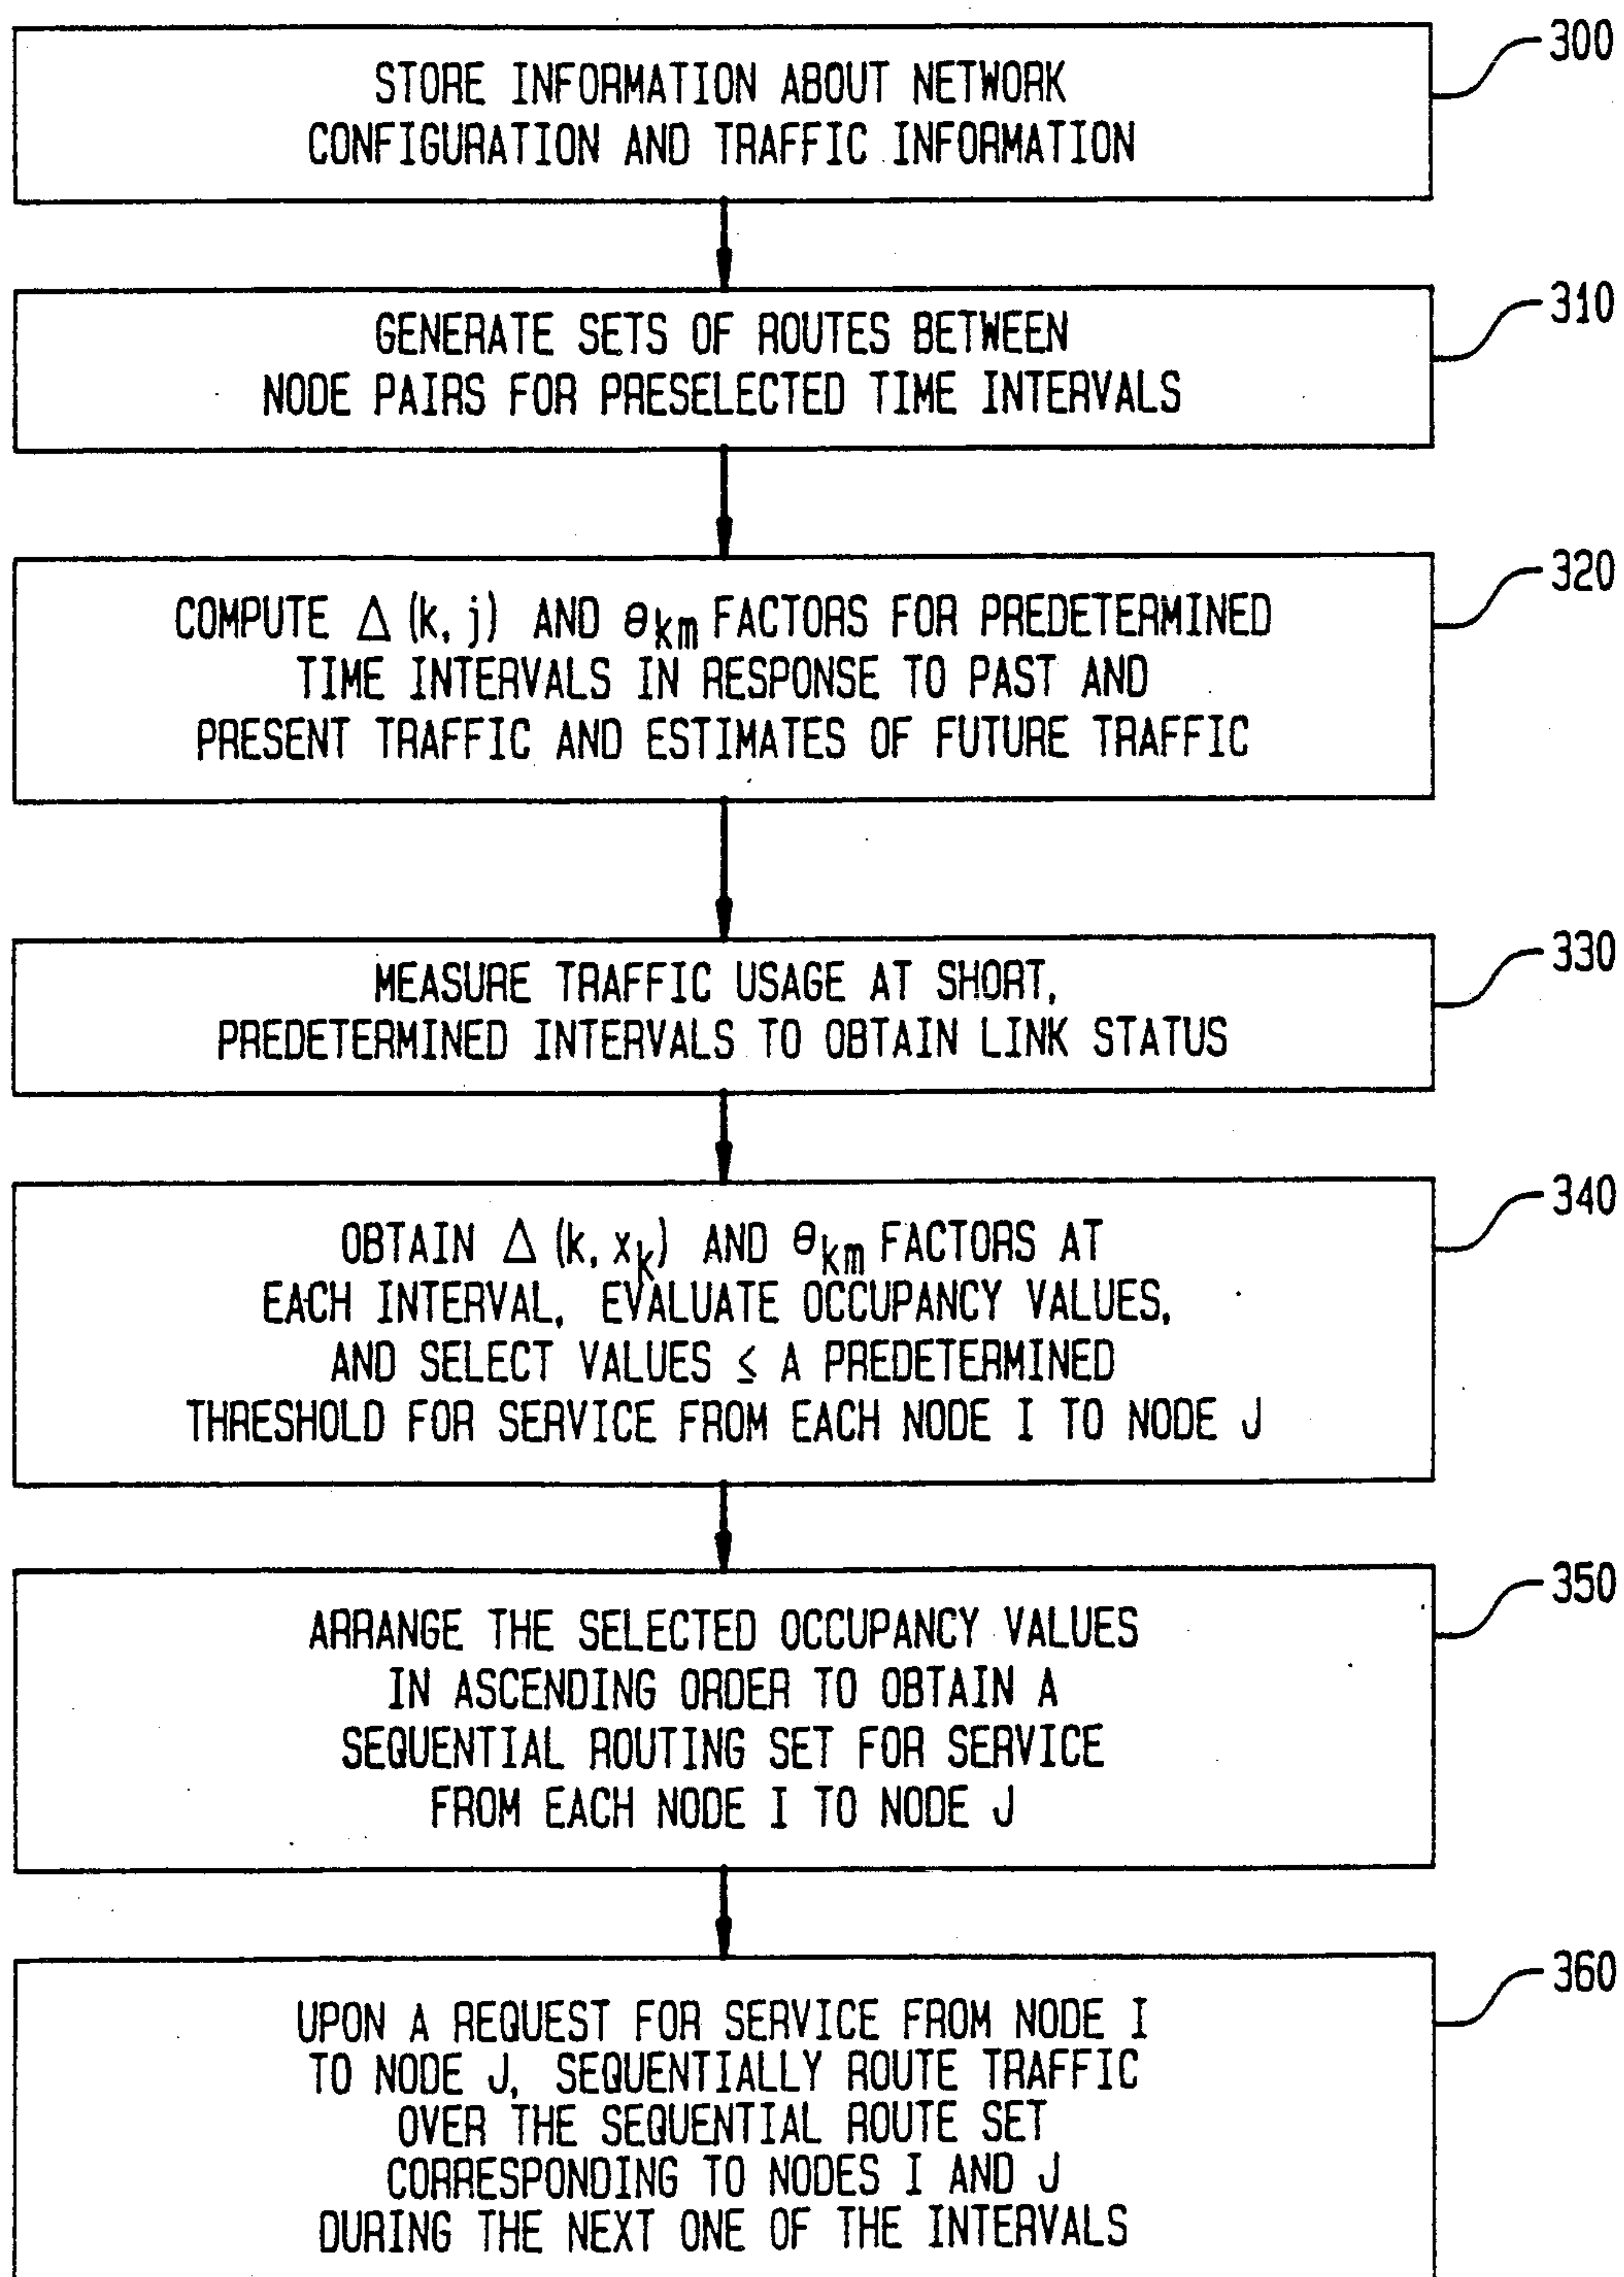 STORE INFORMATION ABOUT NETWORK
CONFIGURATION AND TRAFFIC INFORMATION
300
GENERATE SETS OF ROUTES BETWEEN
NODE PAIRS FOR PRESELECTED TIME INTERVALS
310
COMPUTE Δ (k, j) AND θkm FACTORS FOR PREDETERMINED
TIME INTERVALS IN RESPONSE TO PAST AND
PRESENT TRAFFIC AND ESTIMATES OF FUTURE TRAFFIC
320
MEASURE TRAFFIC USAGE AT SHORT,
PREDETERMINED INTERVALS TO OBTAIN LINK STATUS
330
OBTAIN Δ (k, xk) AND θkm FACTORS AT
EACH INTERVAL, EVALUATE OCCUPANCY VALUES,
AND SELECT VALUES ≤ A PREDETERMINED
THRESHOLD FOR SERVICE FROM EACH NODE I TO NODE J
340
ARRANGE THE SELECTED OCCUPANCY VALUES
IN ASCENDING ORDER TO OBTAIN A
SEQUENTIAL ROUTING SET FOR SERVICE
FROM EACH NODE I TO NODE J
350
UPON A REQUEST FOR SERVICE FROM NODE I
TO NODE J, SEQUENTIALLY ROUTE TRAFFIC
OVER THE SEQUENTIAL ROUTE SET
CORRESPONDING TO NODES I AND J
DURING THE NEXT ONE OF THE INTERVALS
360